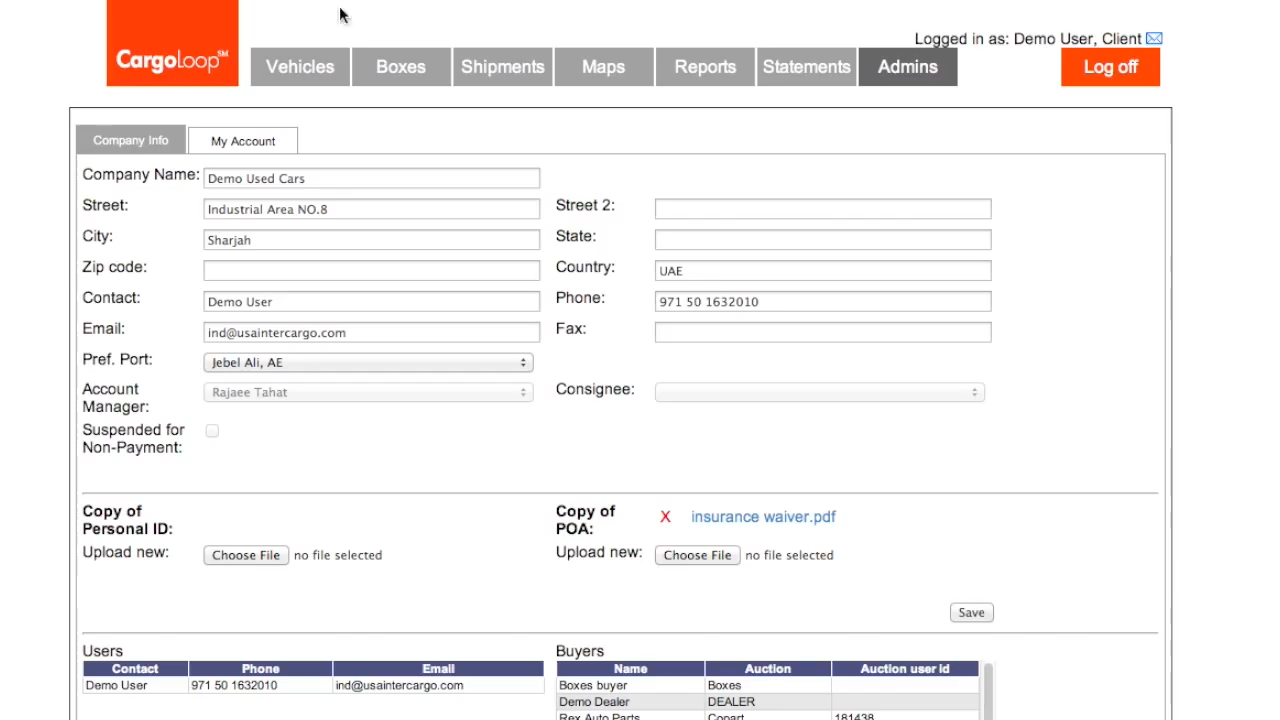 Logged in as: Demo User, Client
CargoLoop SM
Vehicles Boxes Shipments Maps Reports Statements Admins Log off
Company Info My Account
Company Name: Demo Used Cars
Street: Industrial Area NO.8 Street 2:
City: Sharjah State:
Zip code: Country: UAE
Contact: Demo User Phone: 971 50 1632010
Email: ind@usaintercargo.com Fax:
Pref. Port: Jebel Ali, AE
Account Manager: Rajaee Tahat Consignee:
Suspended for
Non-Payment:
Copy of Personal ID: Copy of POA: X insurance waiver.pdf
Upload new: Choose File no file selected Upload new: Choose File no file selected
Save
Users Buyers
Contact Phone Email Name Auction Auction user id
Demo User 971 50 1632010 ind@usaintercargo.com Boxes buyer Boxes
Demo Dealer DEALER
Rex Auto Parts Copart 181438